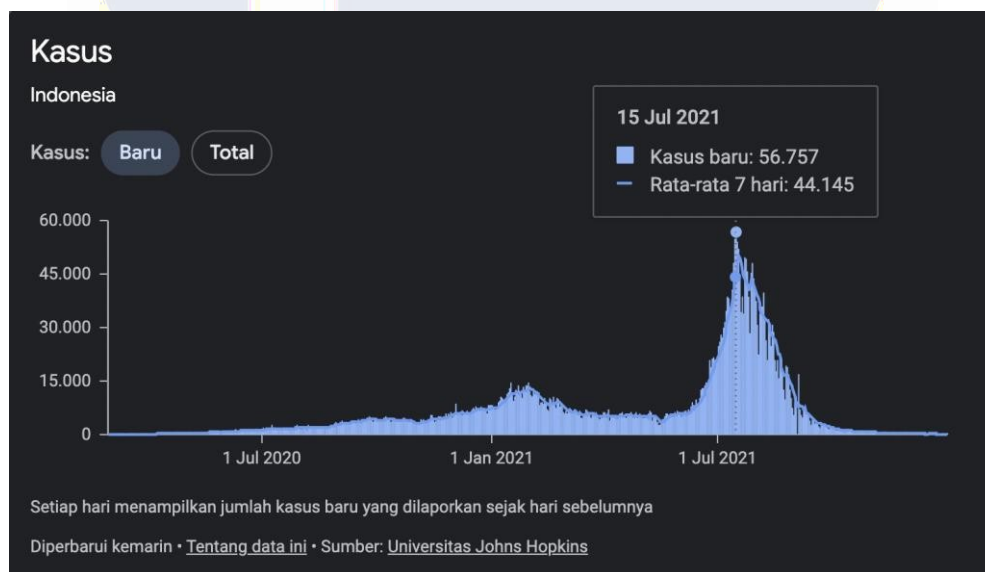 Kasus
Indonesia
15 Jul 2021
Kasus baru: 56.757
Rata-rata 7 hari: 44.145
Kasus: Baru Total
60.000
45.000
30.000
15.000
0
1 Jul 2020 1 Jan 2021 1 Jul 2021
Setiap hari menampilkan jumlah kasus baru yang dilaporkan sejak hari sebelumnya
Diperbarui kemarin • Tentang data ini • Sumber: Universitas Johns Hopkins